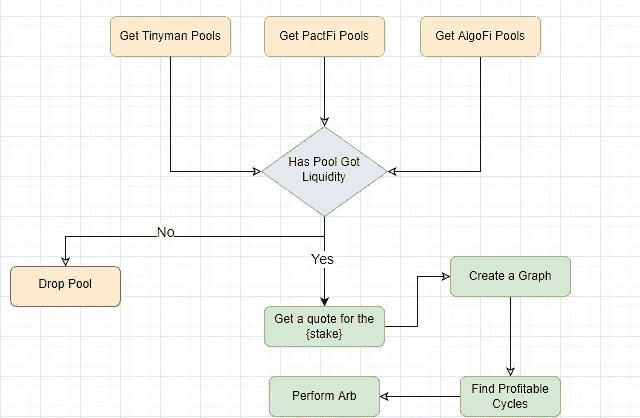 Get Tinyman Pools
Get PactFi Pools
Get AlgoFi Pools
Has Pool Got
Liquidity
No
Yes
Drop Pool
Get a quote for the
{stake}
Create a Graph
Perform Arb
Find Profitable
Cycles